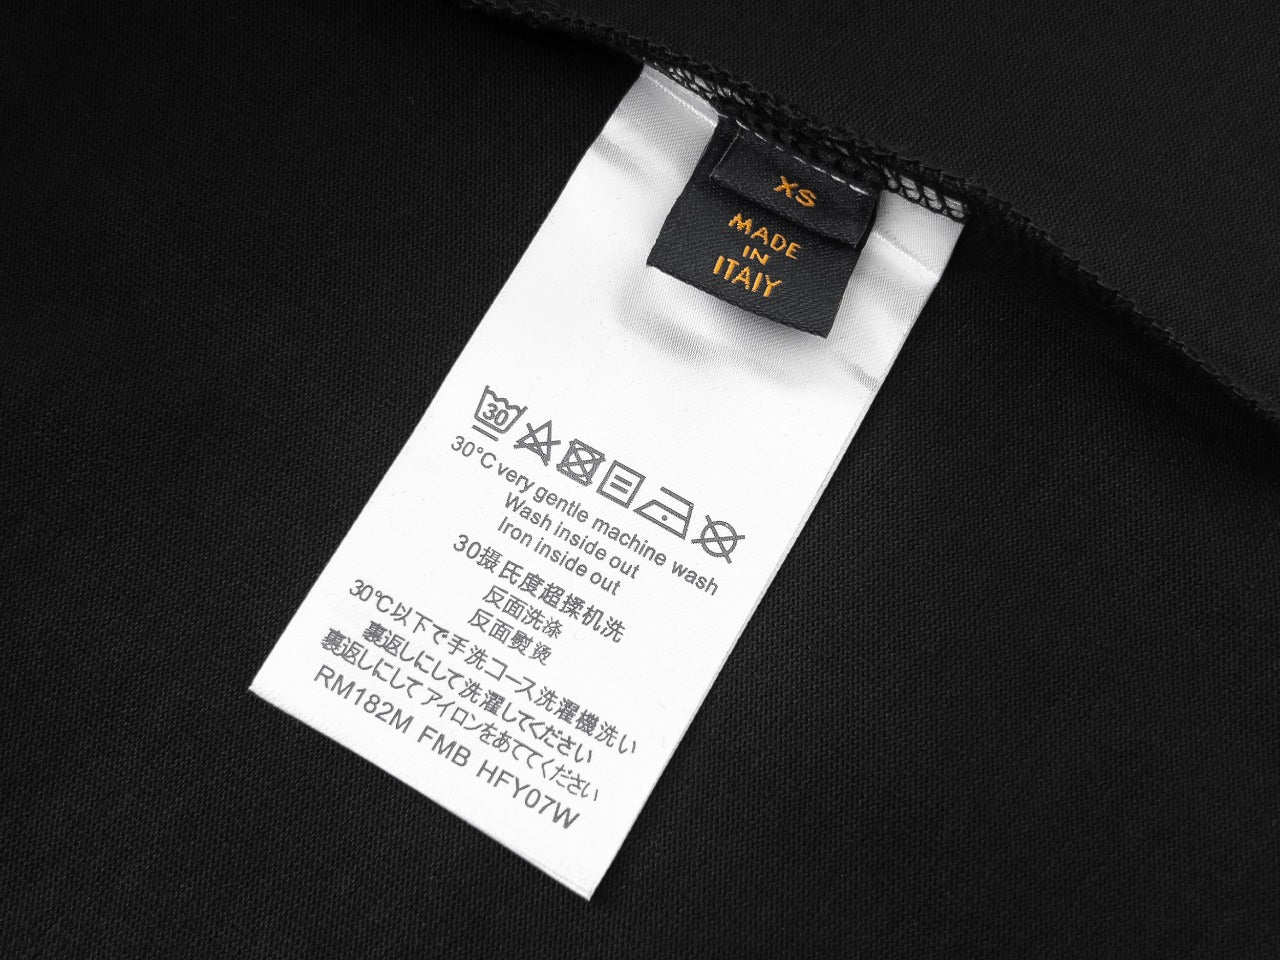 XS
MADE
IN
ITAIY
30
30°C very gentle machine wash
Wash inside out
Iron inside out
30摄氏度超揉机洗
反面洗涤
反面熨烫
30℃以下で手洗コース洗濯機洗い
裏返しにして洗濯してください
裏返しにしてアイロンをあててください
RM182M FMB HFY07W